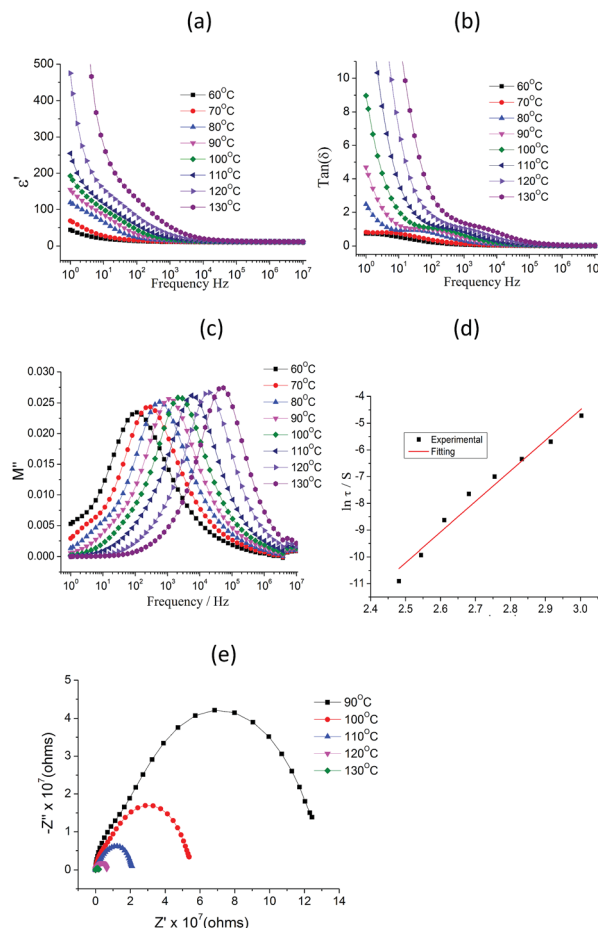 (a)
500
400
300
200
100
0
ε'
10⁰ 10¹ 10² 10³ 10⁴ 10⁵ 10⁶ 10⁷
Frequency Hz
60°C
70°C
80°C
90°C
100°C
110°C
120°C
130°C
(b)
10
8
6
4
2
0
Tan(δ)
10⁰ 10¹ 10² 10³ 10⁴ 10⁵ 10⁶ 10⁷
Frequency Hz
60°C
70°C
80°C
90°C
100°C
110°C
120°C
130°C
(c)
0.030
0.025
0.020
0.015
0.010
0.005
0.000
M''
10⁰ 10¹ 10² 10³ 10⁴ 10⁵ 10⁶ 10⁷
Frequency / Hz
60°C
70°C
80°C
90°C
100°C
110°C
120°C
130°C
(d)
-4
-5
-6
-7
-8
-9
-10
-11
ln τ / S
2.4 2.5 2.6 2.7 2.8 2.9 3.0
Experimental
Fitting
(e)
5
4
3
2
1
0
-Z'' x 10⁷(ohms)
0 2 4 6 8 10 12 14
Z' x 10⁷(ohms)
90°C
100°C
110°C
120°C
130°C